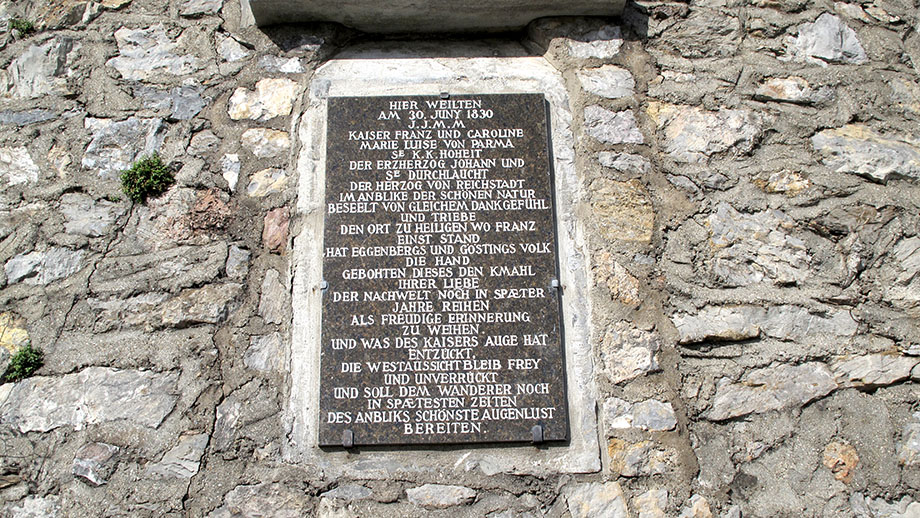 HIER WEILTEN
AM 30. JUNY 1830
J.J.M.M.
KAISER FRANZ UND CAROLINE
MARIE LUISE VON PARMA
SE K.K. HOHEIT
DER ERZHERZOG JOHANN UND
SE DURCHLAUCHT
DER HERZOG VON REICHSTADT
IM ANBLIKE DER SCHÖNEN NATUR
BESEELT VON GLEICHEM DANKGEFÜHL
UND TRIEBE
DEN ORT ZU HEILIGEN WO FRANZ
EINST STAND
HAT EGGENBERGS UND GÖSTINGS VOLK
DIE HAND
GEBOHTEN DIESES DEN KMAHL
IHRER LIEBE
DER NACHWELT NOCH IN SPÆTER
JAHRE REIHEN
ALS FREUDIGE ERINNERUNG
ZU WEIHEN.
UND WAS DES KAISERS AUGE HAT
ENTZÜCKT,
DIE WESTAUSSICHT BLEIB FREY
UND UNVERRÜCKT
UND SOLL DEM WANDERER NOCH
IN SPÆTESTEN ZEITEN
DES ANBLIKS SCHÖNSTE AUGENLUST
BEREITEN.